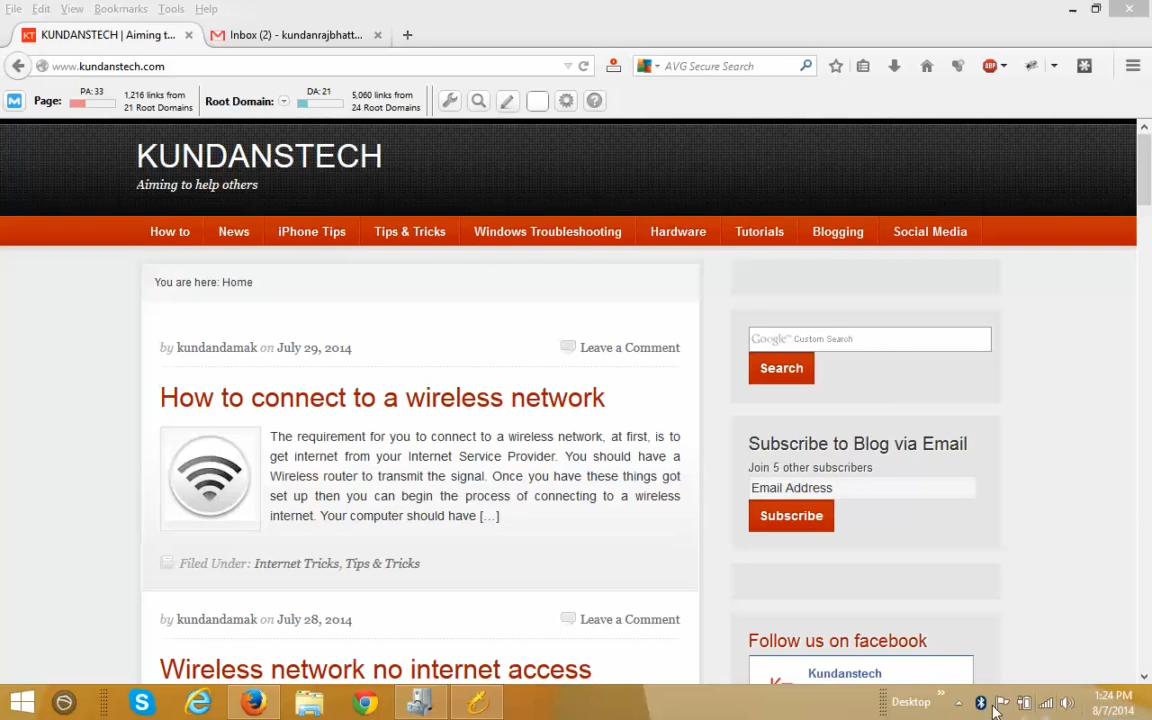 File Edit View Bookmarks Tools Help
KUNDANSTECH | Aiming t...
Inbox (2) - kundanrajbhatt...
www.kundanstech.com
AVG Secure Search
Page:
PA: 33
1,216 links from
21 Root Domains
Root Domain:
DA: 21
5,060 links from
24 Root Domains
KUNDANSTECH
Aiming to help others
How to News iPhone Tips Tips & Tricks Windows Troubleshooting Hardware Tutorials Blogging Social Media
You are here: Home
by kundandamak on July 29, 2014
Leave a Comment
How to connect to a wireless network
The requirement for you to connect to a wireless network, at first, is to
get internet from your Internet Service Provider. You should have a
Wireless router to transmit the signal. Once you have these things got
set up then you can begin the process of connecting to a wireless
internet. Your computer should have [...]
Filed Under: Internet Tricks, Tips & Tricks
by kundandamak on July 28, 2014
Leave a Comment
Wireless network no internet access
Google™ Custom Search
Search
Subscribe to Blog via Email
Join 5 other subscribers
Email Address
Subscribe
Follow us on facebook
Kundanstech
Desktop
1:24 PM
8/7/2014